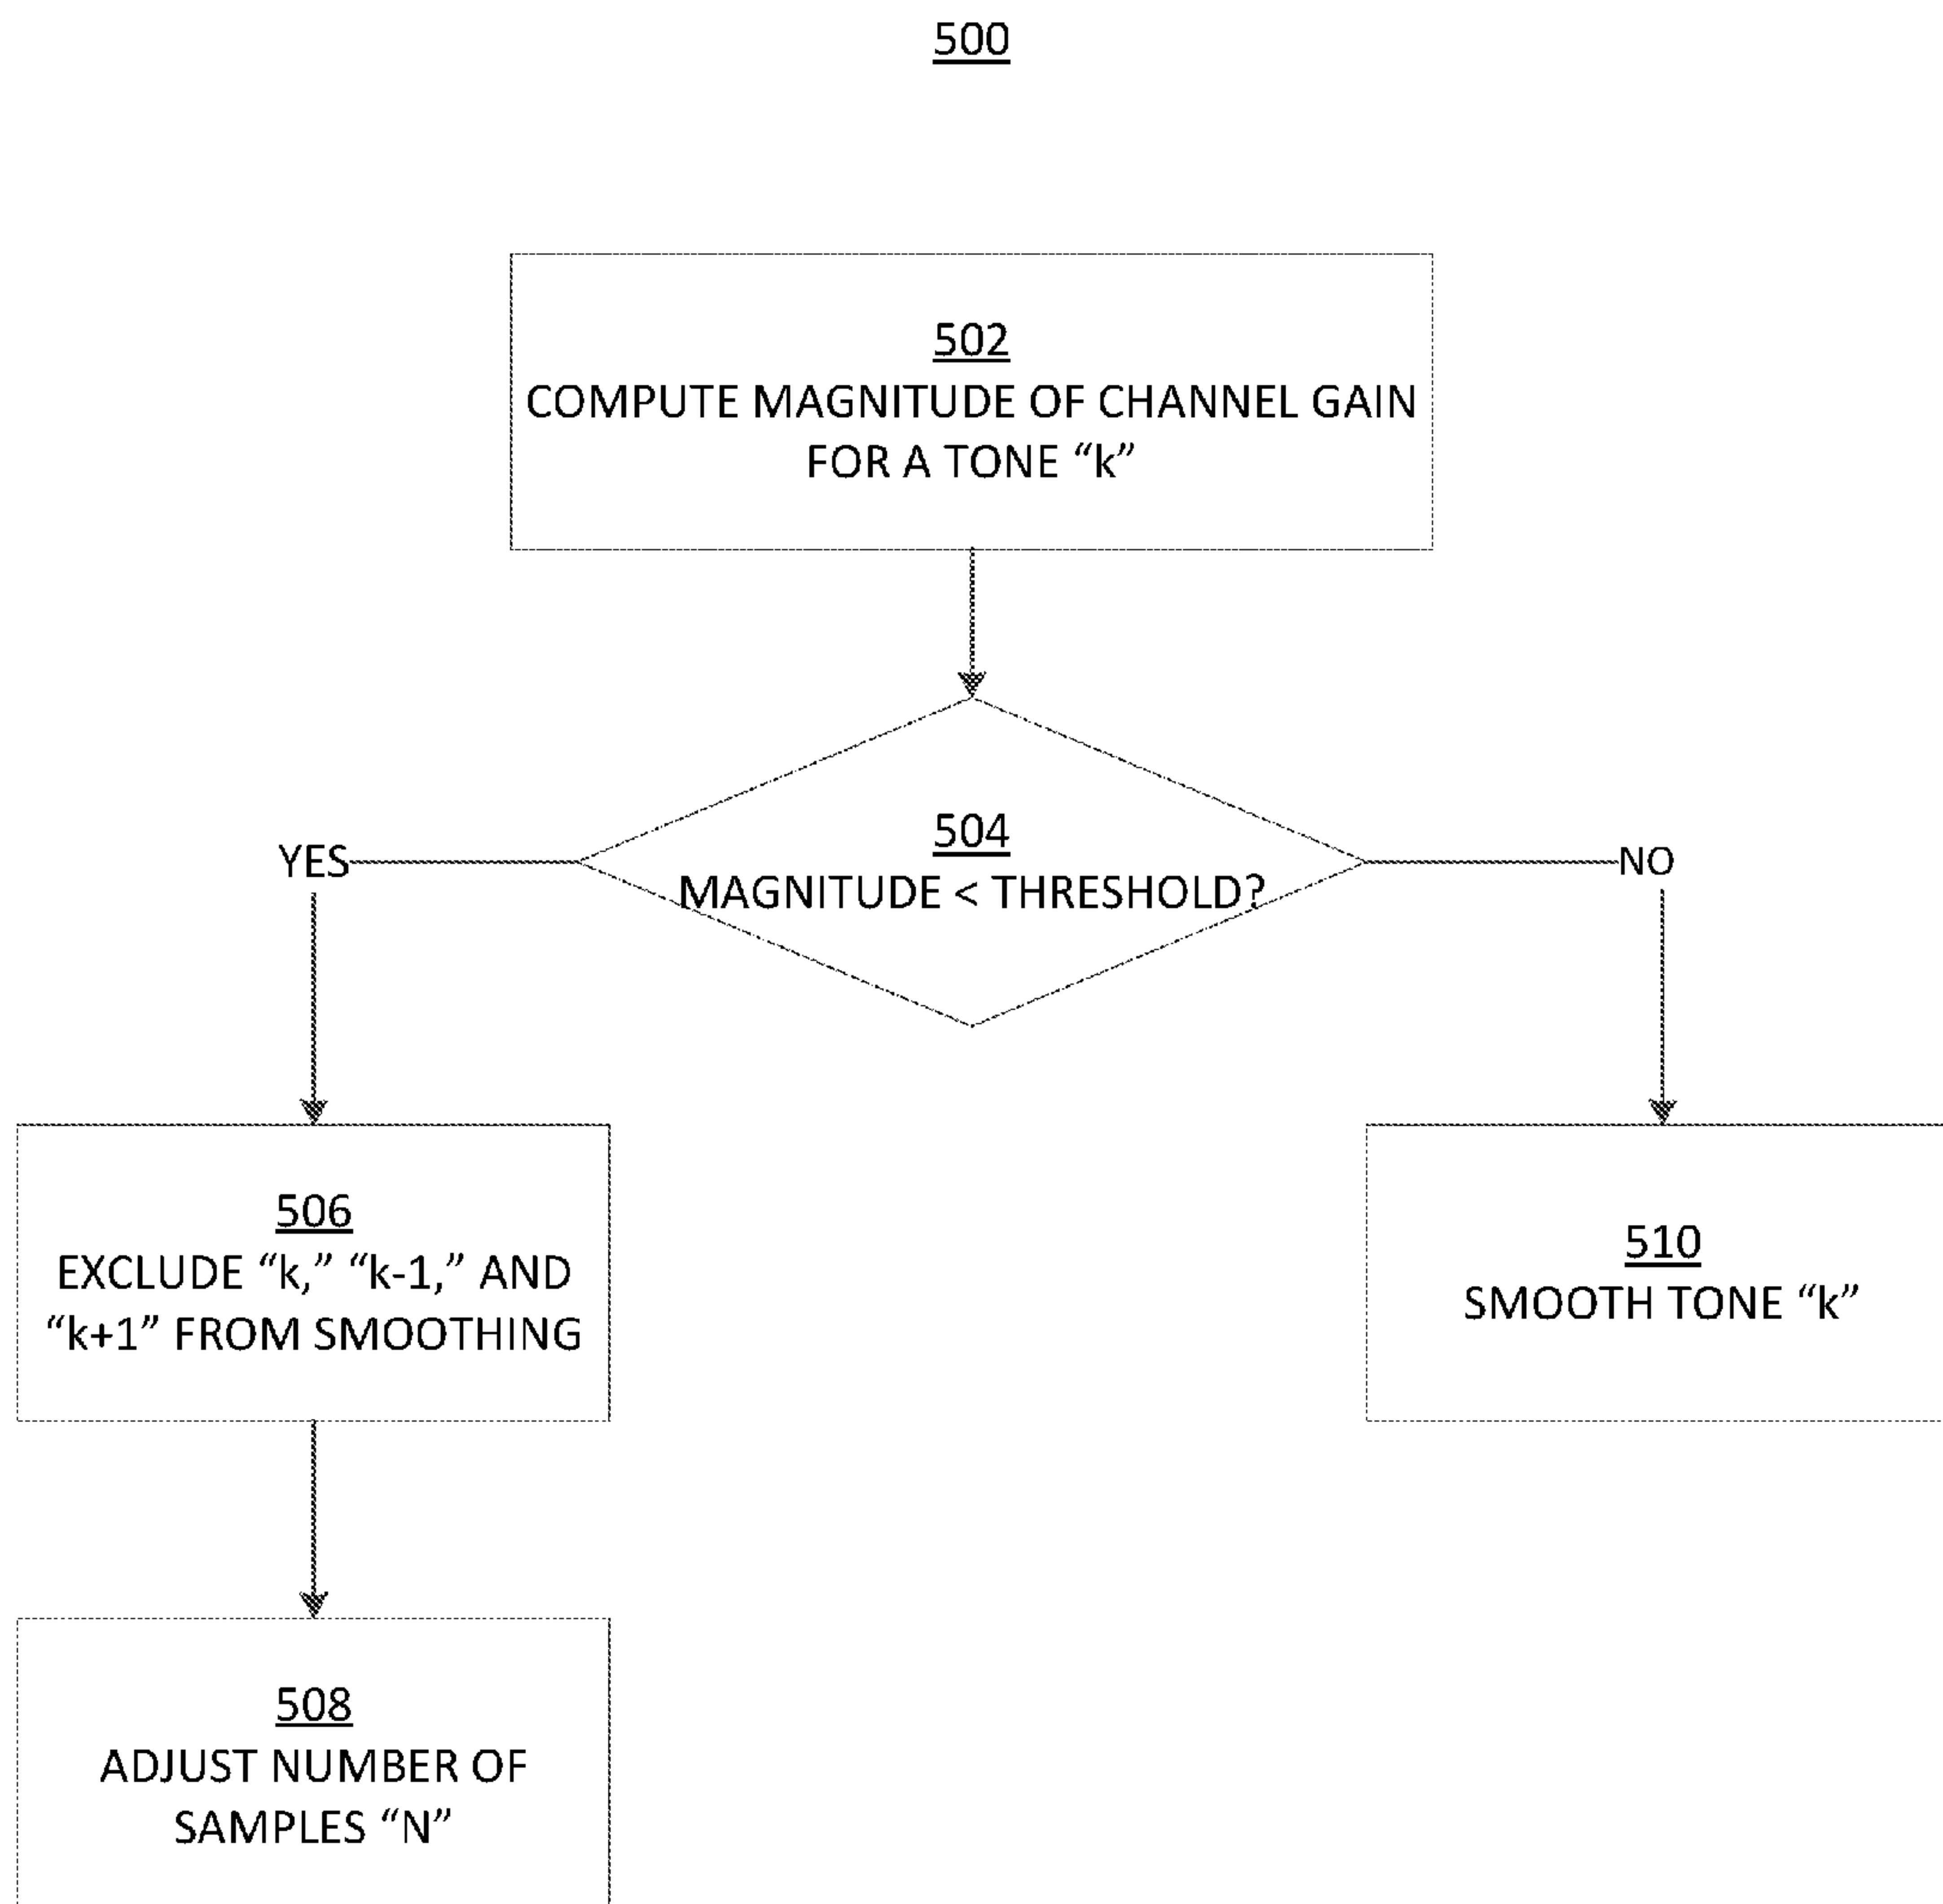 500
502
COMPUTE MAGNITUDE OF CHANNEL GAIN
FOR A TONE “k”
504
MAGNITUDE < THRESHOLD?
YES
NO
506
EXCLUDE “k,” “k-1,” AND
“k+1” FROM SMOOTHING
510
SMOOTH TONE “k”
508
ADJUST NUMBER OF
SAMPLES “N”